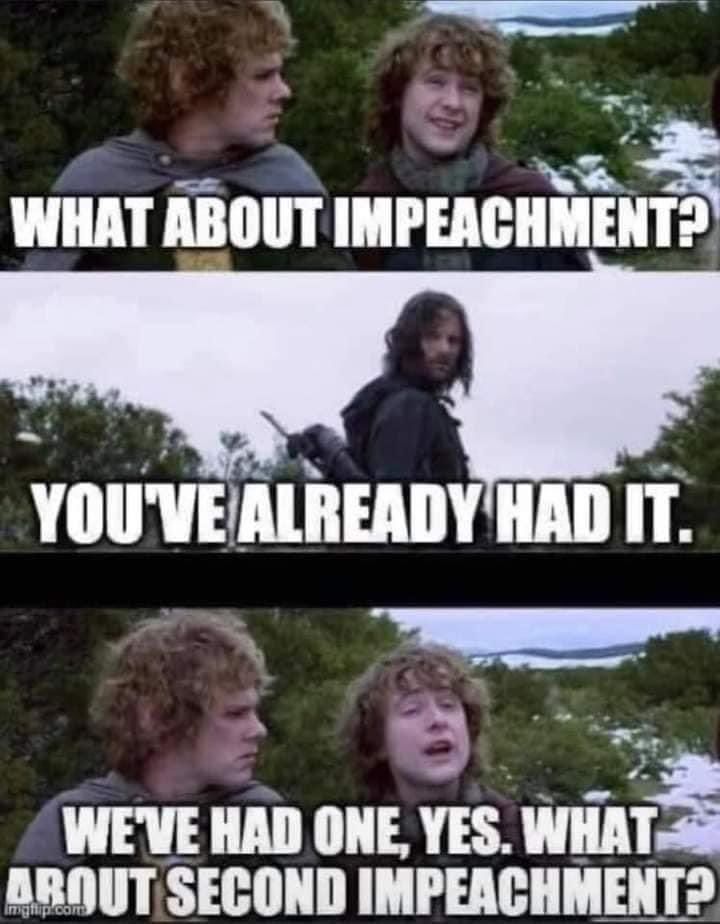 WHAT ABOUT IMPEACHMENT?
YOU'VE ALREADY HAD IT.
WE'VE HAD ONE, YES. WHAT
ABOUT SECOND IMPEACHMENT?
imgflip.com